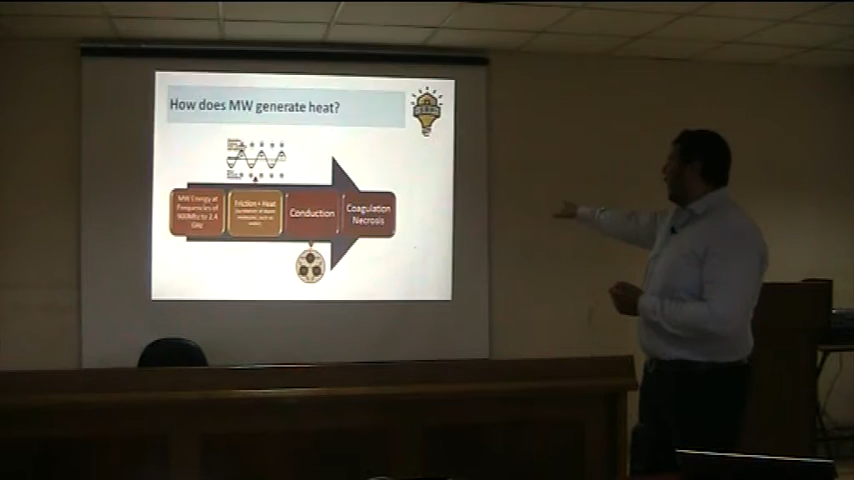 How does MW generate heat?
MW Energy at
Frequencies of
900Mhz to 2.4
GHz
Friction + Heat
Conduction
Coagulation
Necrosis